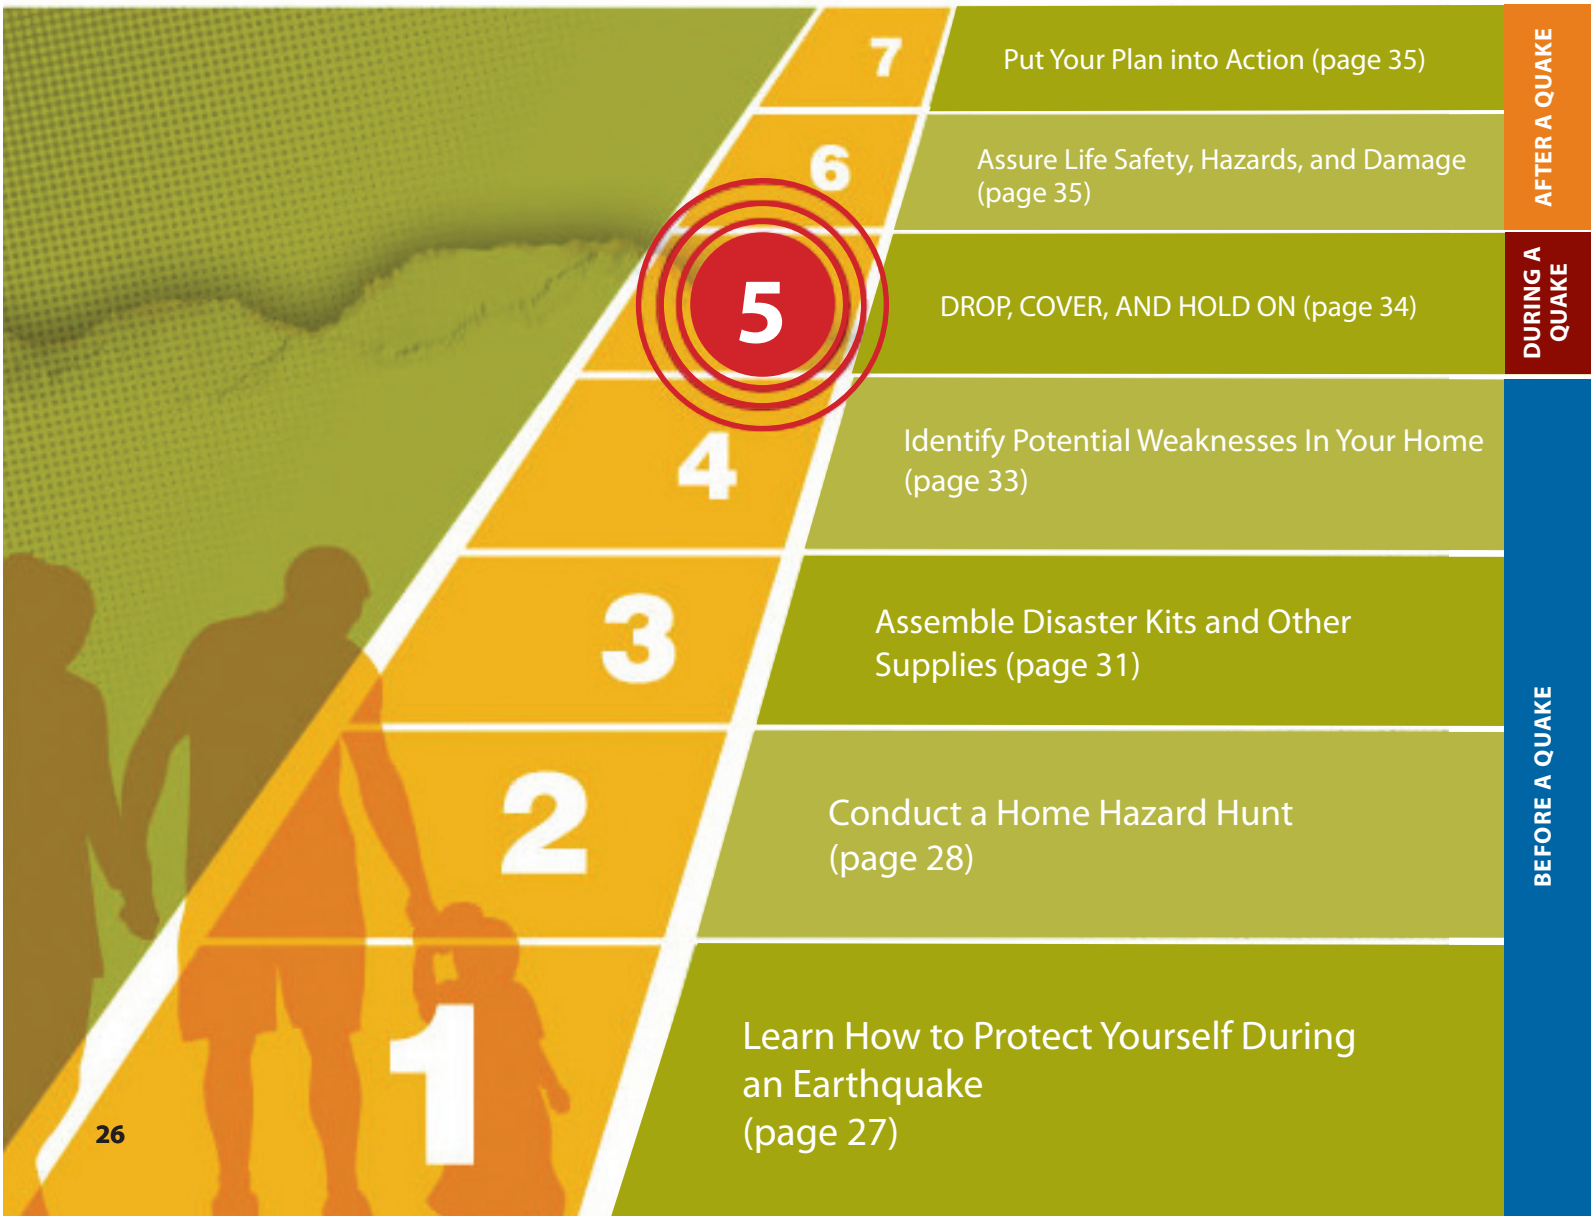 7
Put Your Plan into Action (page 35)
6
Assure Life Safety, Hazards, and Damage
(page 35)
AFTER A QUAKE
5
DROP, COVER, AND HOLD ON (page 34)
DURING A
QUAKE
4
Identify Potential Weaknesses In Your Home
(page 33)
3
Assemble Disaster Kits and Other
Supplies (page 31)
2
Conduct a Home Hazard Hunt
(page 28)
BEFORE A QUAKE
1
Learn How to Protect Yourself During
an Earthquake
(page 27)
26